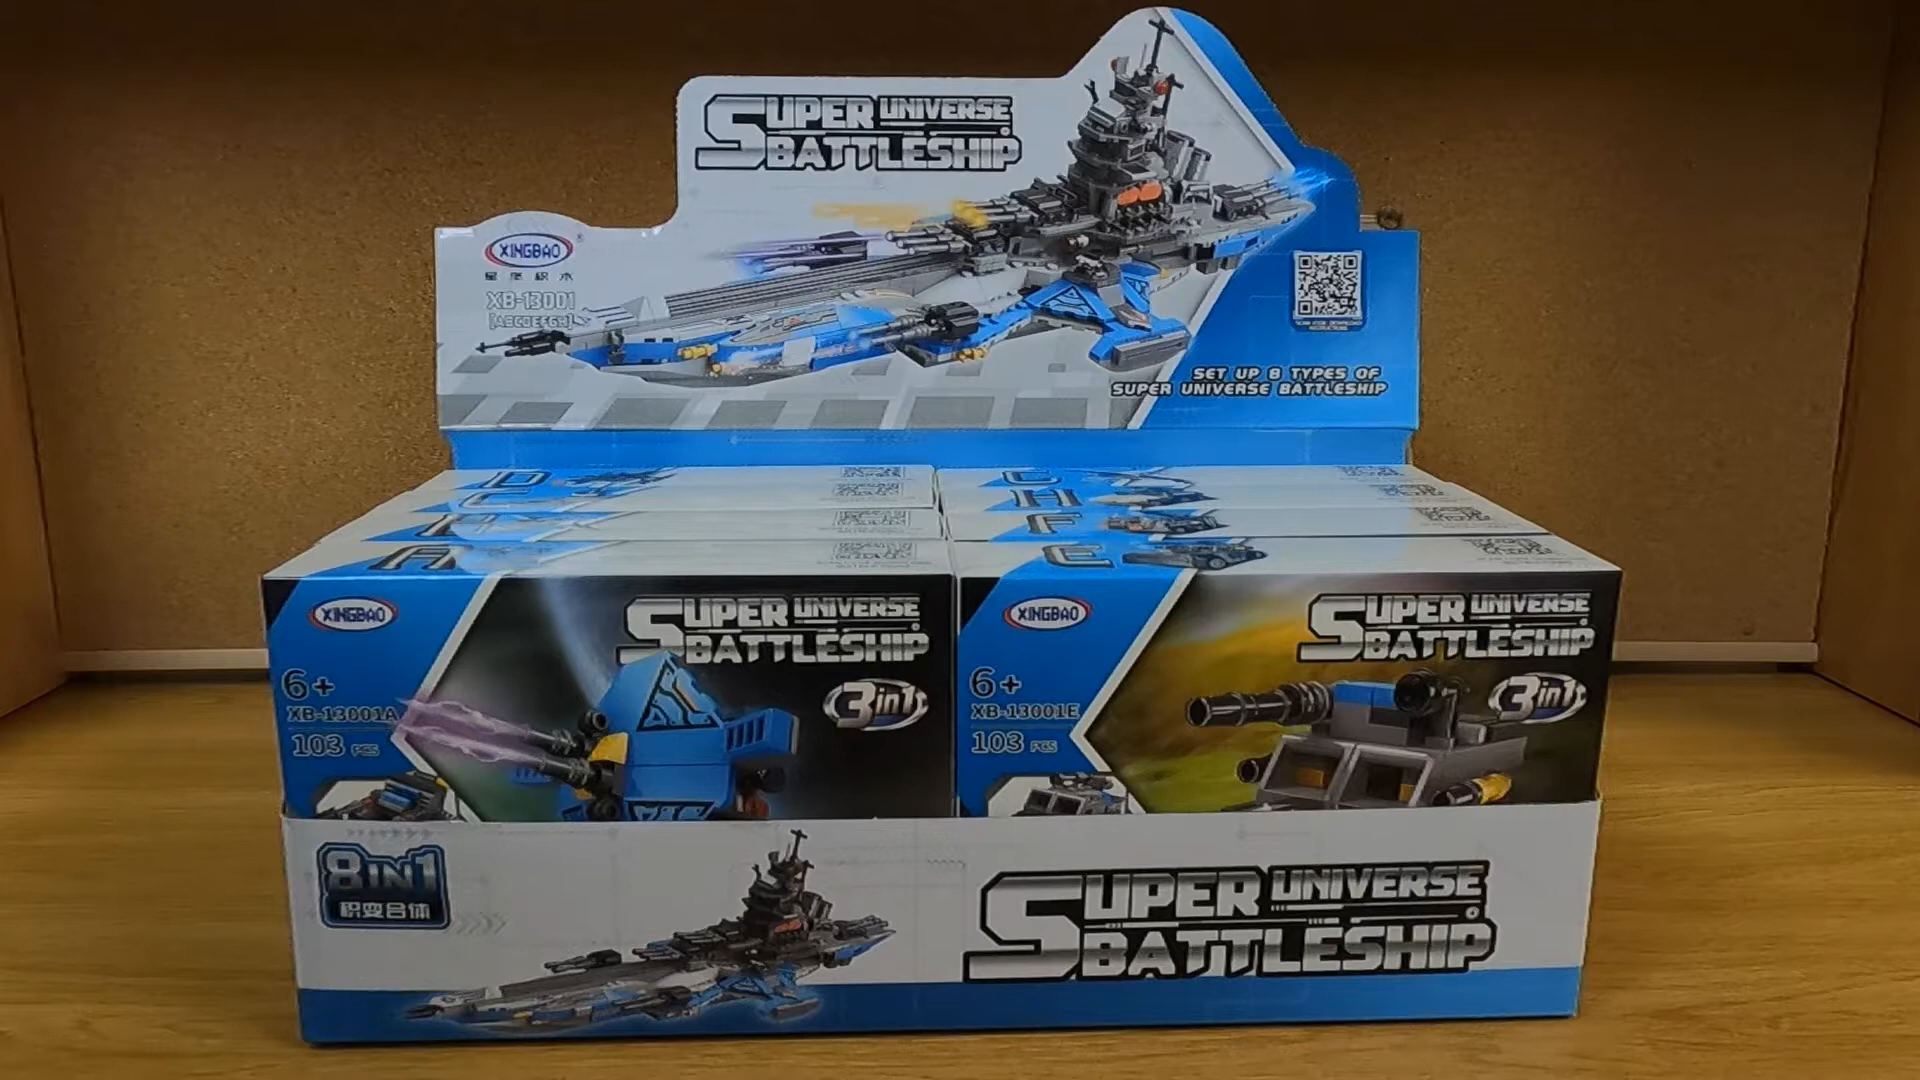 SUPER UNIVERSE
BATTLESHIP
XINGBAO
星堡积木
XB-13001
[ABCDEFGH]
SET UP 8 TYPES OF
SUPER UNIVERSE BATTLESHIP
D
C
H
F
A
E
XINGBAO
6+
XB-13001A
103 PCS
SUPER UNIVERSE
BATTLESHIP
3in1
XINGBAO
6+
XB-13001E
103 PCS
SUPER UNIVERSE
BATTLESHIP
3in1
8IN1
积变合体
SUPER UNIVERSE
BATTLESHIP